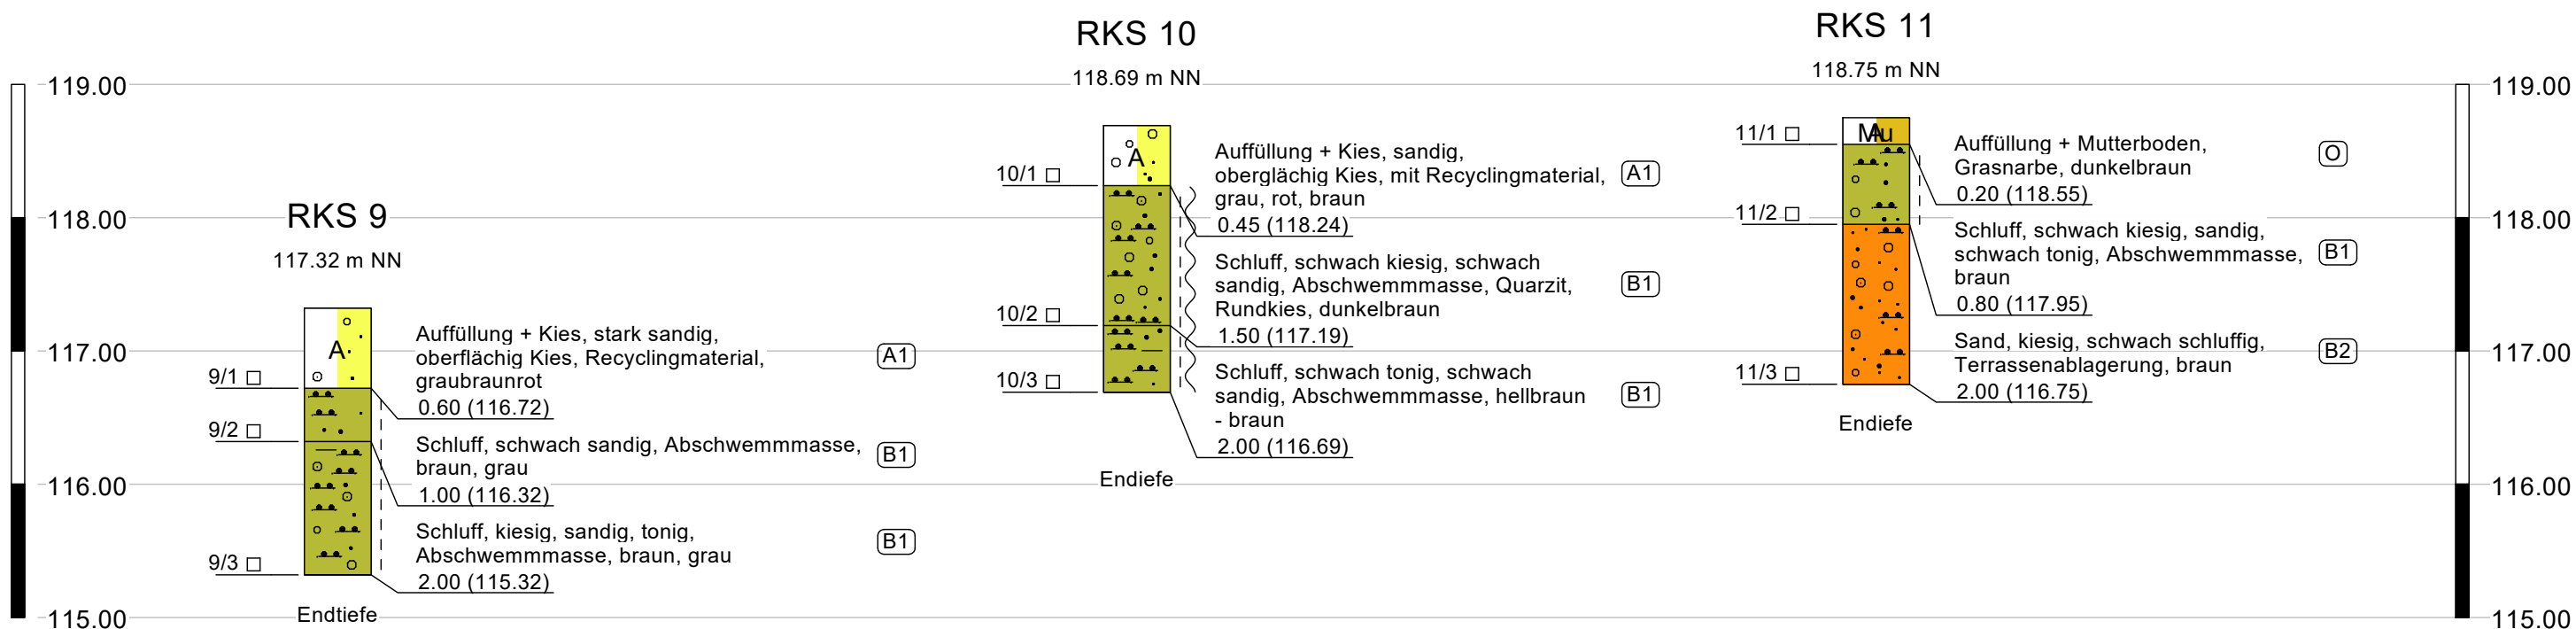 119.00
118.00
117.00
116.00
115.00
RKS 9
117.32 m NN
A
9/1
9/2
9/3
Auffüllung + Kies, stark sandig,
oberflächig Kies, Recyclingmaterial,
graubraunrot
0.60 (116.72)
A1
Schluff, schwach sandig, Abschwemmmasse,
braun, grau
1.00 (116.32)
B1
Schluff, kiesig, sandig, tonig,
Abschwemmmasse, braun, grau
2.00 (115.32)
B1
Endtiefe
RKS 10
118.69 m NN
A
10/1
10/2
10/3
Auffüllung + Kies, sandig,
oberglächig Kies, mit Recyclingmaterial,
grau, rot, braun
0.45 (118.24)
A1
Schluff, schwach kiesig, schwach
sandig, Abschwemmmasse, Quarzit,
Rundkies, dunkelbraun
1.50 (117.19)
B1
Schluff, schwach tonig, schwach
sandig, Abschwemmmasse, hellbraun
- braun
2.00 (116.69)
B1
Endiefe
RKS 11
118.75 m NN
Mu
A
11/1
11/2
11/3
Auffüllung + Mutterboden,
Grasnarbe, dunkelbraun
0.20 (118.55)
O
Schluff, schwach kiesig, sandig,
schwach tonig, Abschwemmmasse,
braun
0.80 (117.95)
B1
Sand, kiesig, schwach schluffig,
Terrassenablagerung, braun
2.00 (116.75)
B2
Endiefe
119.00
118.00
117.00
116.00
115.00